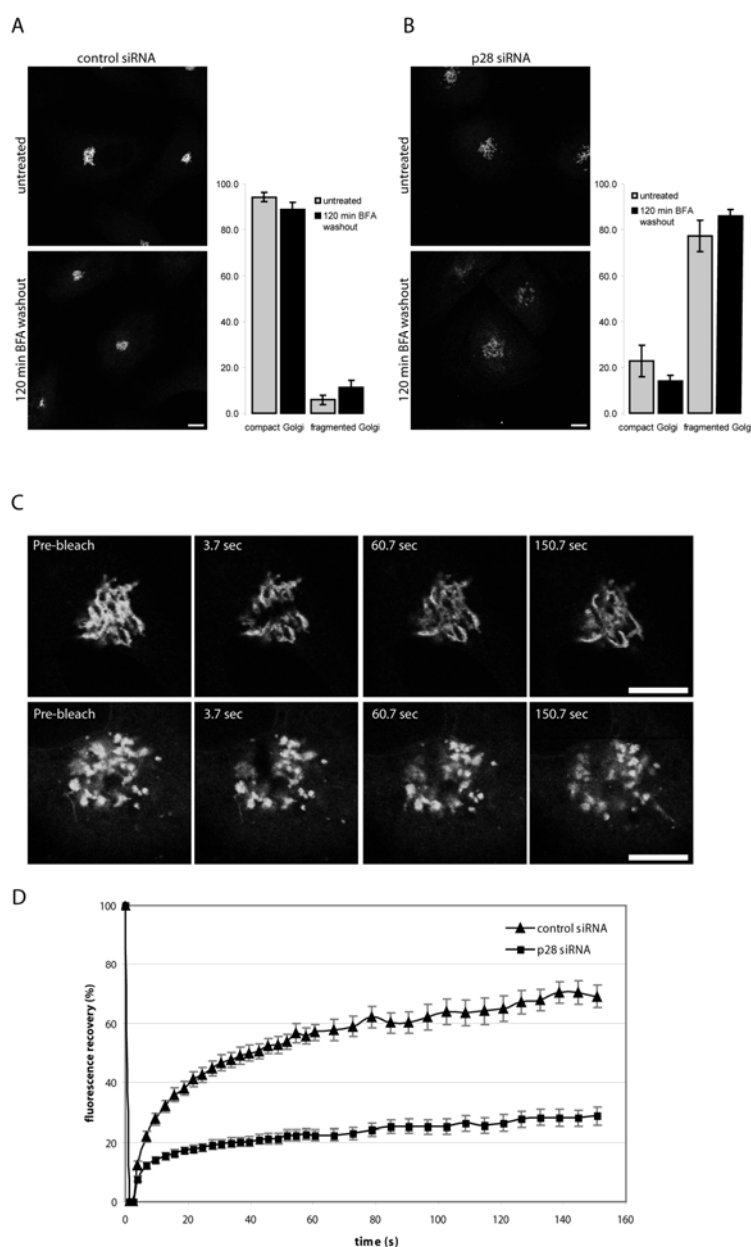 A
control siRNA
untreated
120 min BFA washout
100.0
80.0
60.0
40.0
20.0
0.0
untreated
120 min BFA
washout
compact Golgi fragmented Golgi
B
p28 siRNA
untreated
120 min BFA washout
100.0
80.0
60.0
40.0
20.0
0.0
untreated
120 min BFA
washout
compact Golgi fragmented Golgi
C
Pre-bleach 3.7 sec 60.7 sec 150.7 sec
Pre-bleach 3.7 sec 60.7 sec 150.7 sec
D
fluorescence recovery (%)
100
80
60
40
20
0
control siRNA
p28 siRNA
0 20 40 60 80 100 120 140 160
time (s)